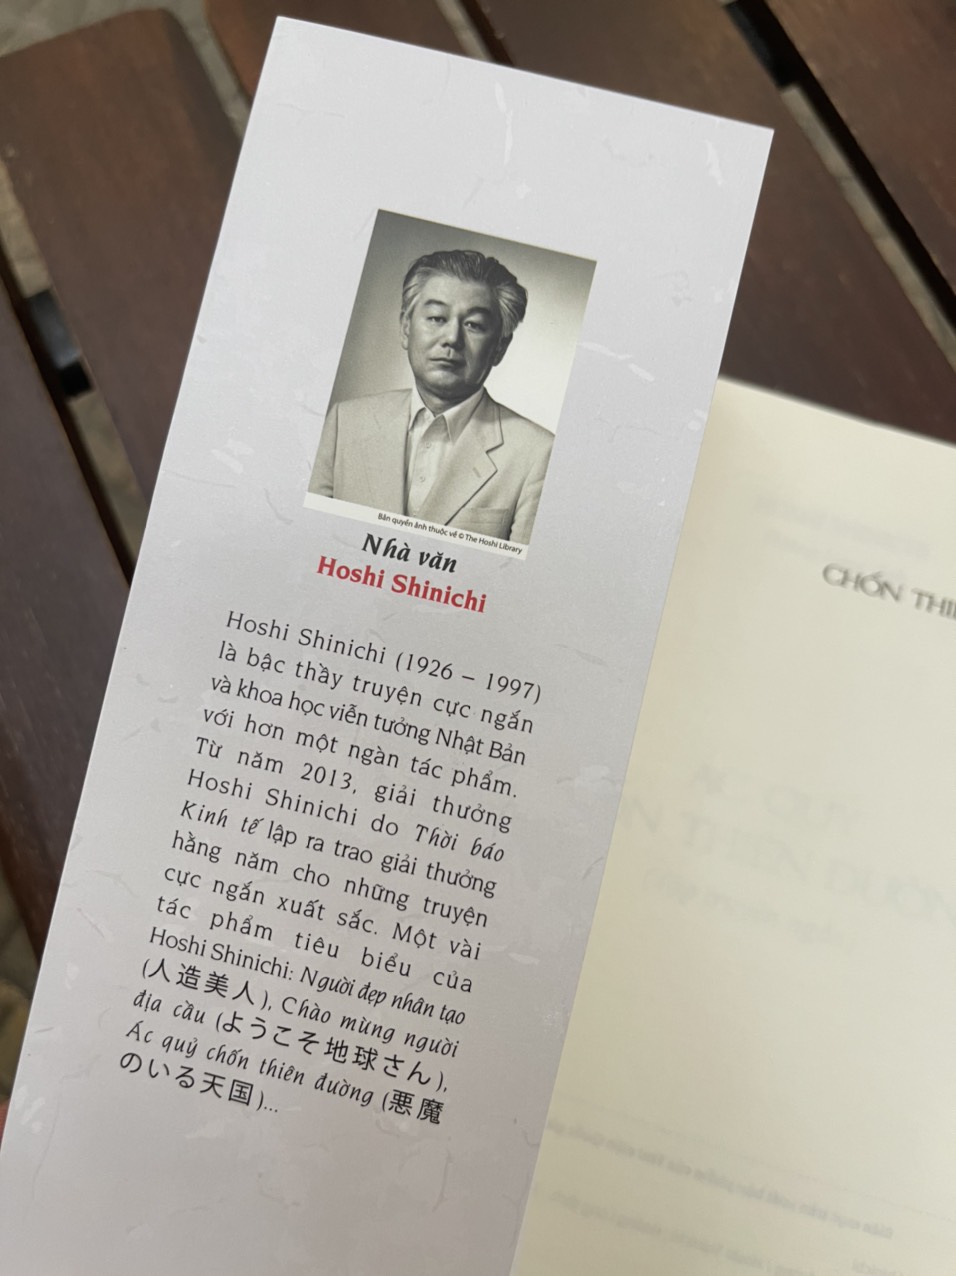 Bản quyền ảnh thuộc về © The Hoshi Library
Nhà văn
Hoshi Shinichi
Hoshi Shinichi (1926 – 1997)
là bậc thầy truyện cực ngắn
và khoa học viễn tưởng Nhật Bản
với hơn một ngàn tác phẩm.
Từ năm 2013, giải thưởng
Hoshi Shinichi do Thời báo
Kinh tế lập ra trao giải thưởng
hằng năm cho những truyện
cực ngắn xuất sắc. Một vài
tác phẩm tiêu biểu của
Hoshi Shinichi: Người đẹp nhân tạo
(人造美人), Chào mừng người
địa cầu (ようこそ地球さん),
Ác quỷ chốn thiên đường (悪魔
のいる天国)...
CHỐN THI